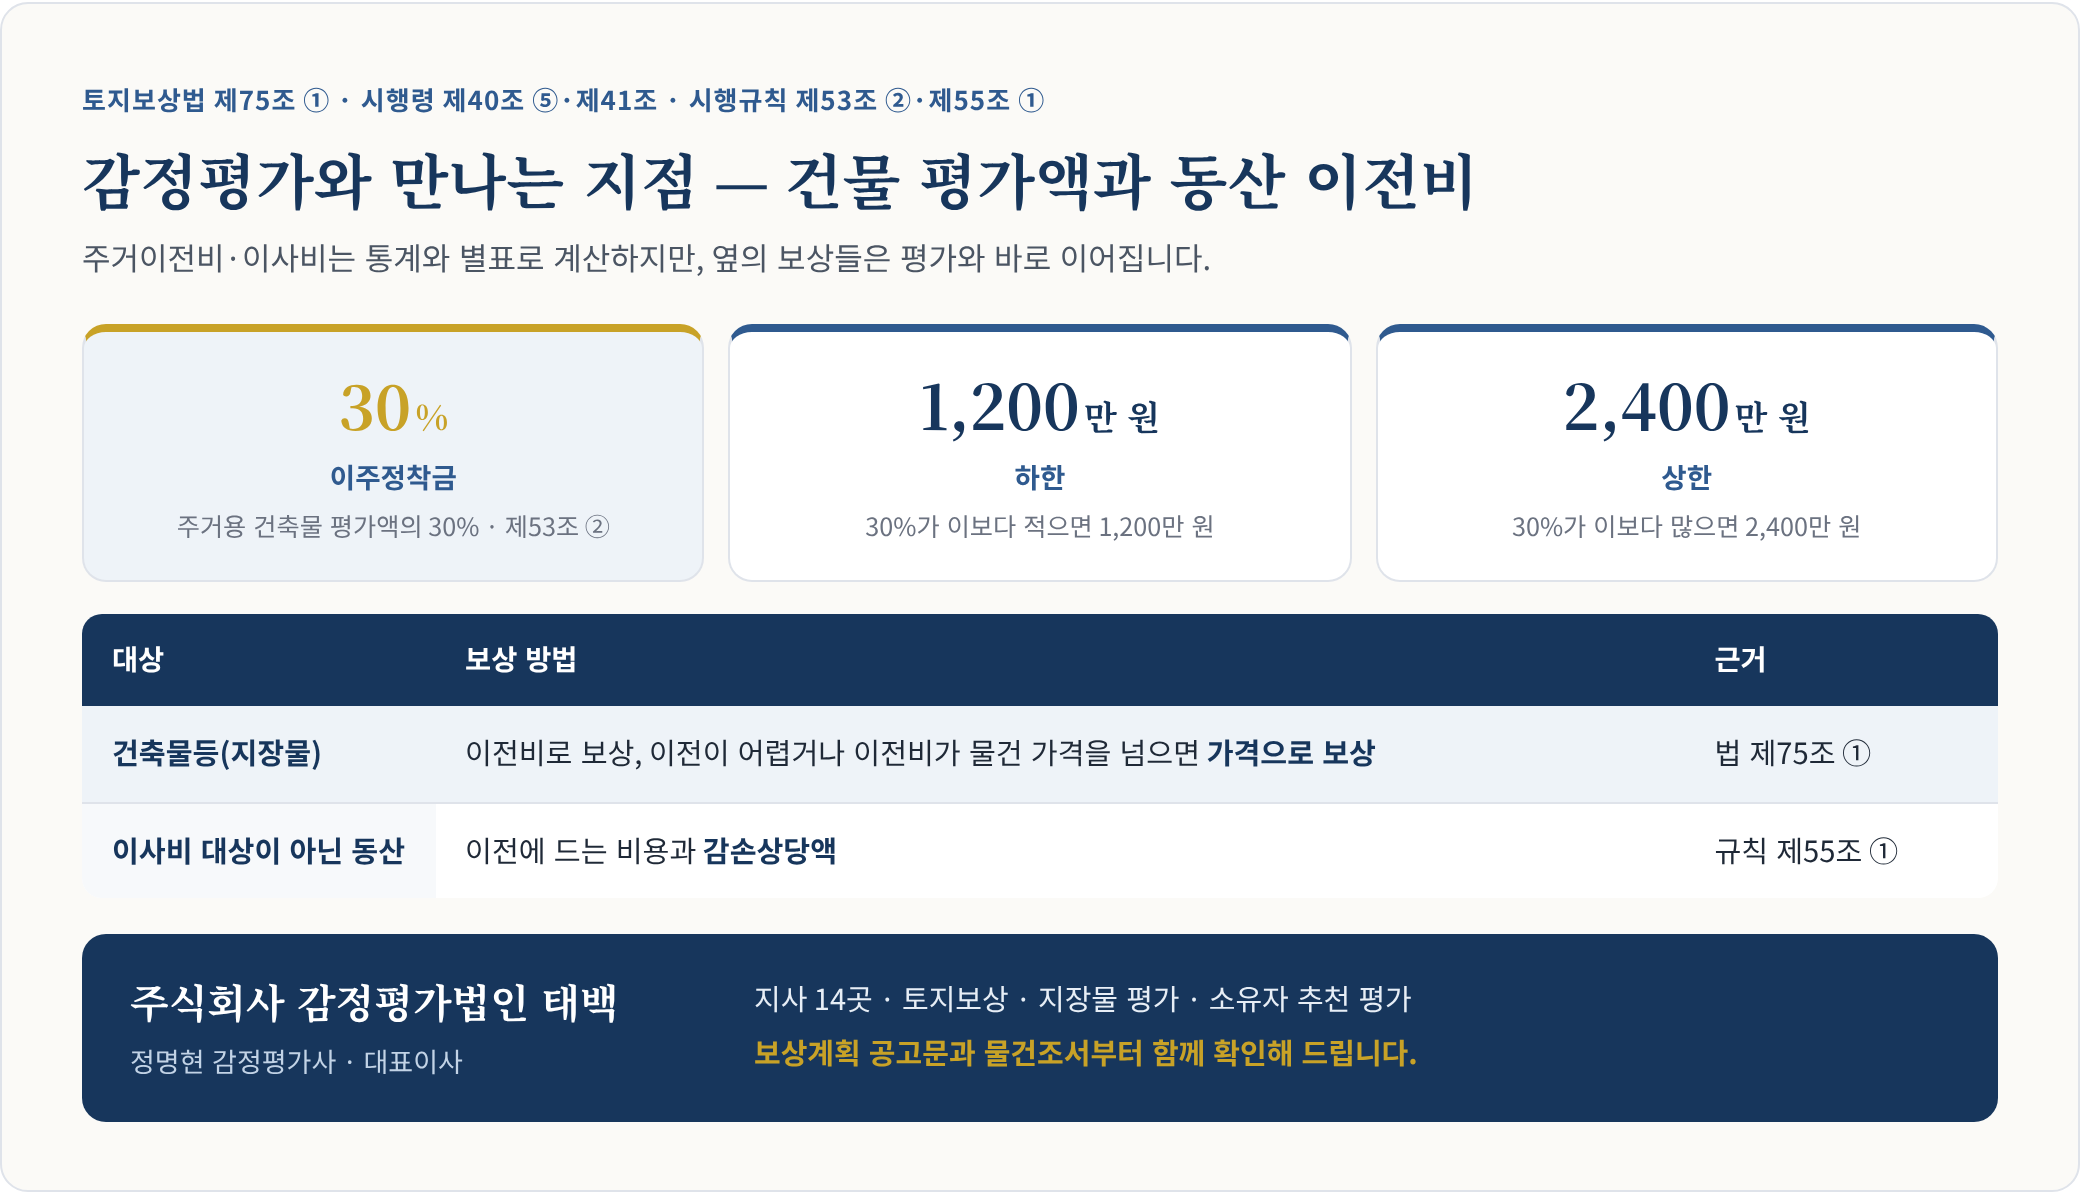 토지보상법 제75조 ① · 시행령 제40조 ⑤·제41조 · 시행규칙 제53조 ②·제55조 ①
감정평가와 만나는 지점 — 건물 평가액과 동산 이전비
주거이전비·이사비는 통계와 별표로 계산하지만, 옆의 보상들은 평가와 바로 이어집니다.
30%
이주정착금
주거용 건축물 평가액의 30% · 제53조 ②
1,200만 원
하한
30%가 이보다 적으면 1,200만 원
2,400만 원
상한
30%가 이보다 많으면 2,400만 원
대상 보상 방법 근거
건축물등(지장물) 이전비로 보상, 이전이 어렵거나 이전비가 물건 가격을 넘으면 가격으로 보상 법 제75조 ①
이사비 대상이 아닌 동산 이전에 드는 비용과 감손상당액 규칙 제55조 ①
주식회사 감정평가법인 태백
정명현 감정평가사 · 대표이사
지사 14곳 · 토지보상 · 지장물 평가 · 소유자 추천 평가
보상계획 공고문과 물건조서부터 함께 확인해 드립니다.